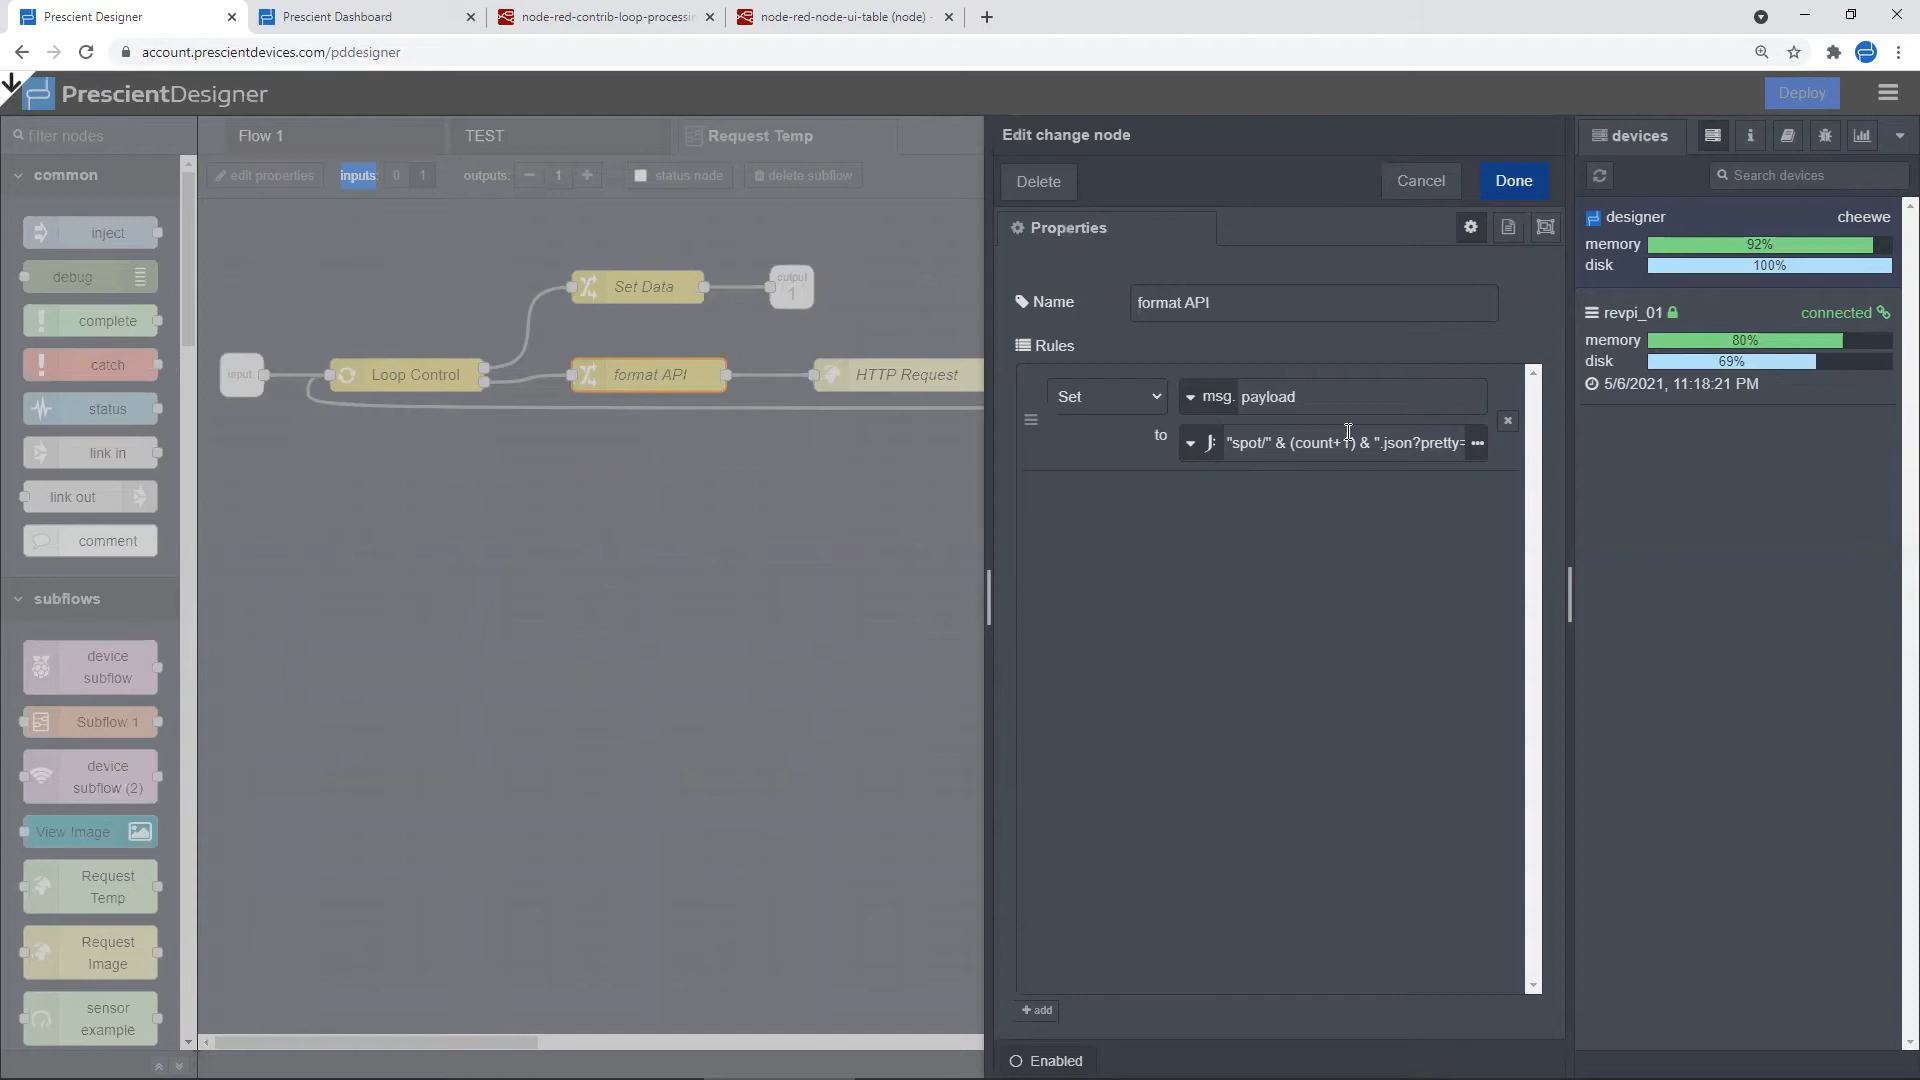 Prescient Designer
Prescient Dashboard
node-red-contrib-loop-processin
node-red-node-ui-table (node)
account.prescientdevices.com/pddesigner
PrescientDesigner
Deploy
filter nodes
Flow 1
TEST
Request Temp
Edit change node
devices
common
edit properties
inputs: 0 1
outputs: 1
status node
delete subflow
Delete
Cancel
Done
Search devices
Properties
inject
debug
complete
catch
status
link in
link out
comment
subflows
device
subflow
Subflow 1
device
subflow (2)
View Image
Request
Temp
Request
Image
sensor
example
Set Data
output
1
input
Loop Control
format API
HTTP Request
Name
format API
Rules
Set
msg. payload
to
J: "spot/" & (count+1) & ".json?pretty=
add
Enabled
designer
cheewe
memory 92%
disk 100%
revpi_01
connected
memory 80%
disk 69%
5/6/2021, 11:18:21 PM